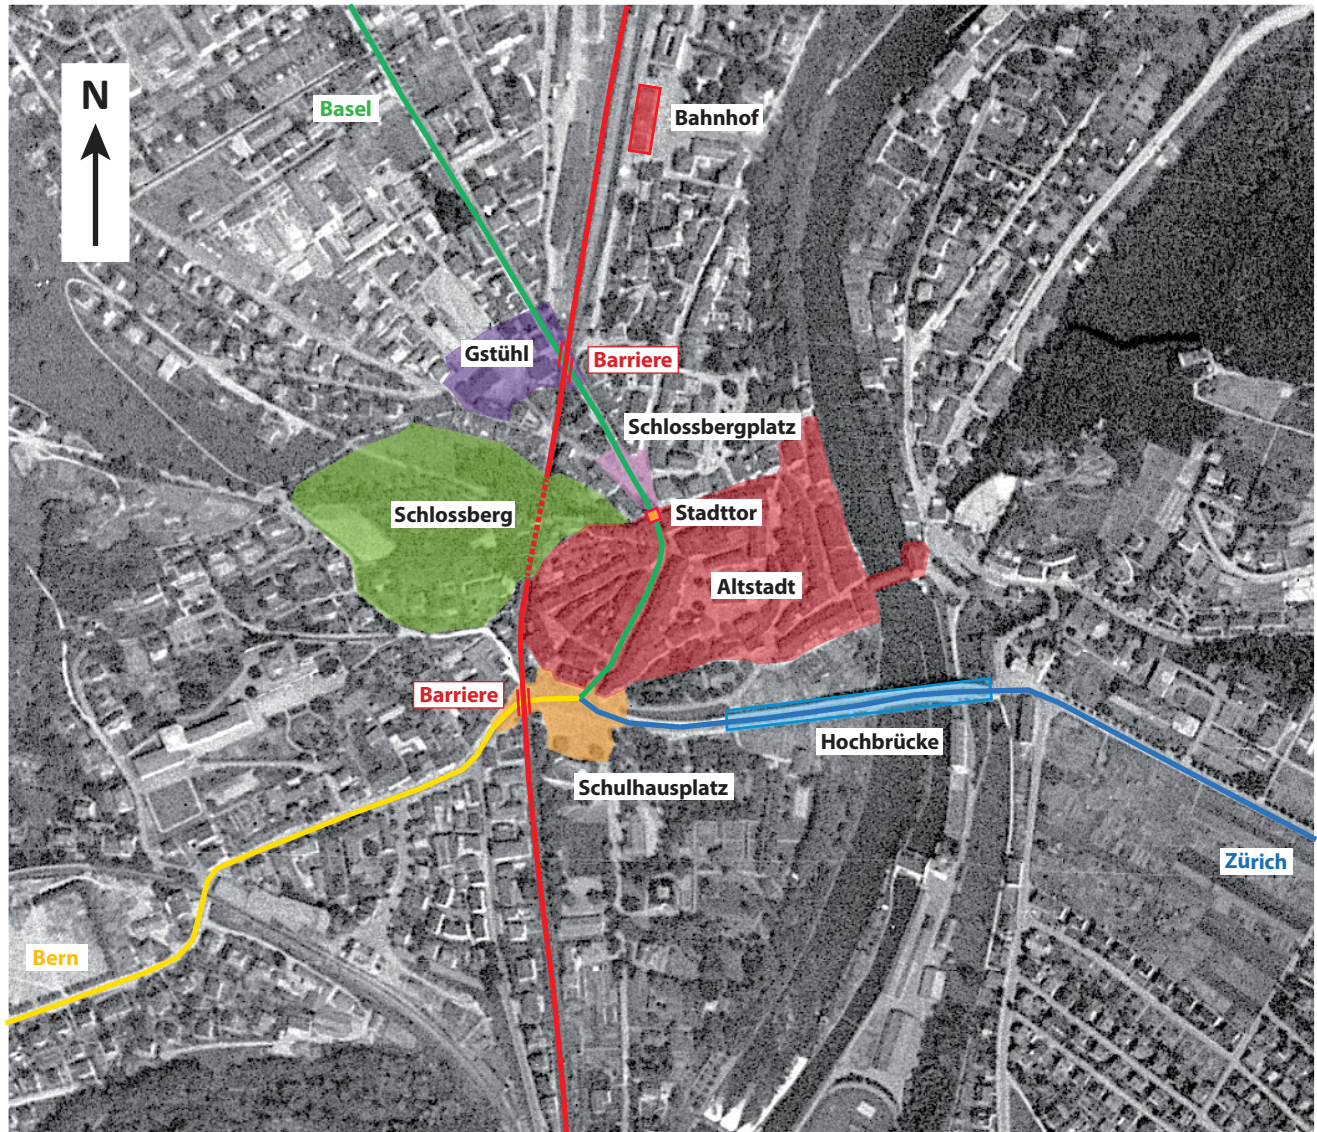 N
Basel
Bahnhof
Gstühl
Barriere
Schlossbergplatz
Schlossberg
Stadttor
Altstadt
Barriere
Hochbrücke
Schulhausplatz
Zürich
Bern